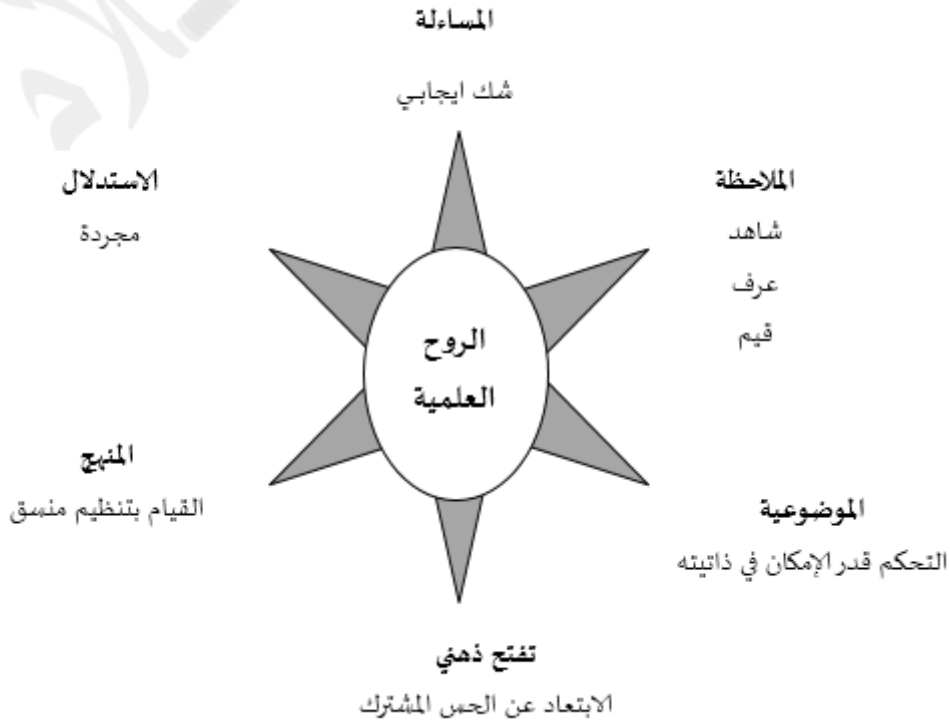 المساءلة
شك ايجابي
الملاحظة
شاهد
عرف
قيم
الاستدلال
مجردة
الروح
العلمية
المنهج
القيام بتنظيم منسق
الموضوعية
التحكم قدر الإمكان في ذاتيته
تفتح ذهني
الابتعاد عن الحس المشترك